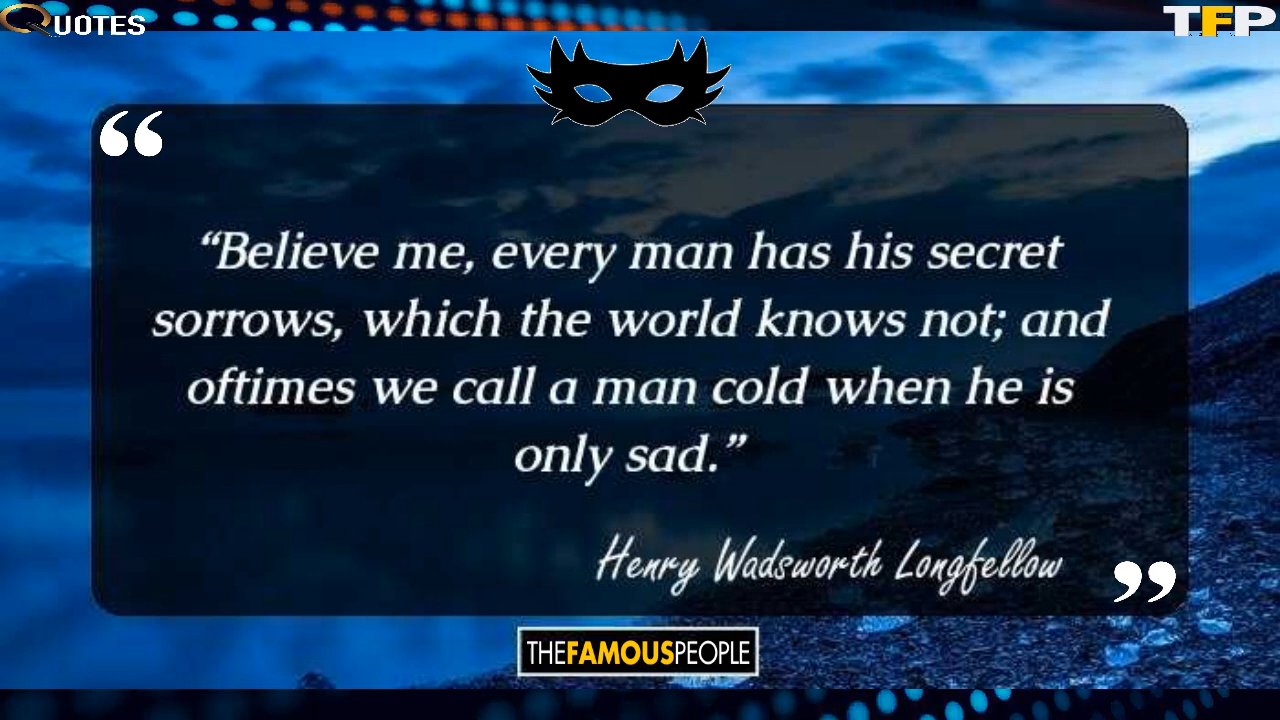 QUOTES
TFP
“
“Believe me, every man has his secret
sorrows, which the world knows not; and
oftimes we call a man cold when he is
only sad.”
Henry Wadsworth Longfellow
”
THEFAMOUSPEOPLE